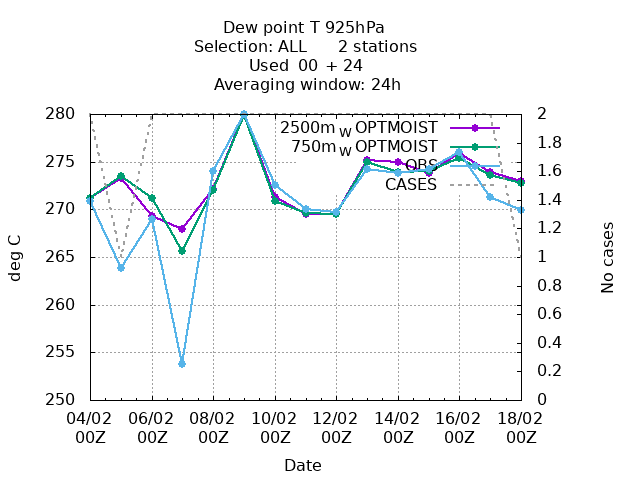 Dew point T 925hPa
Selection: ALL 2 stations
Used 00 + 24
Averaging window: 24h
280 2
2500m W OPTMOIST
750m W OPTMOIST
OBS
CASES
275
270
265
260
255
250
1.8
1.6
1.4
1.2
1
0.8
0.6
0.4
0.2
0
deg C
No cases
04/02 06/02 08/02 10/02 12/02 14/02 16/02 18/02
00Z 00Z 00Z 00Z 00Z 00Z 00Z 00Z
Date